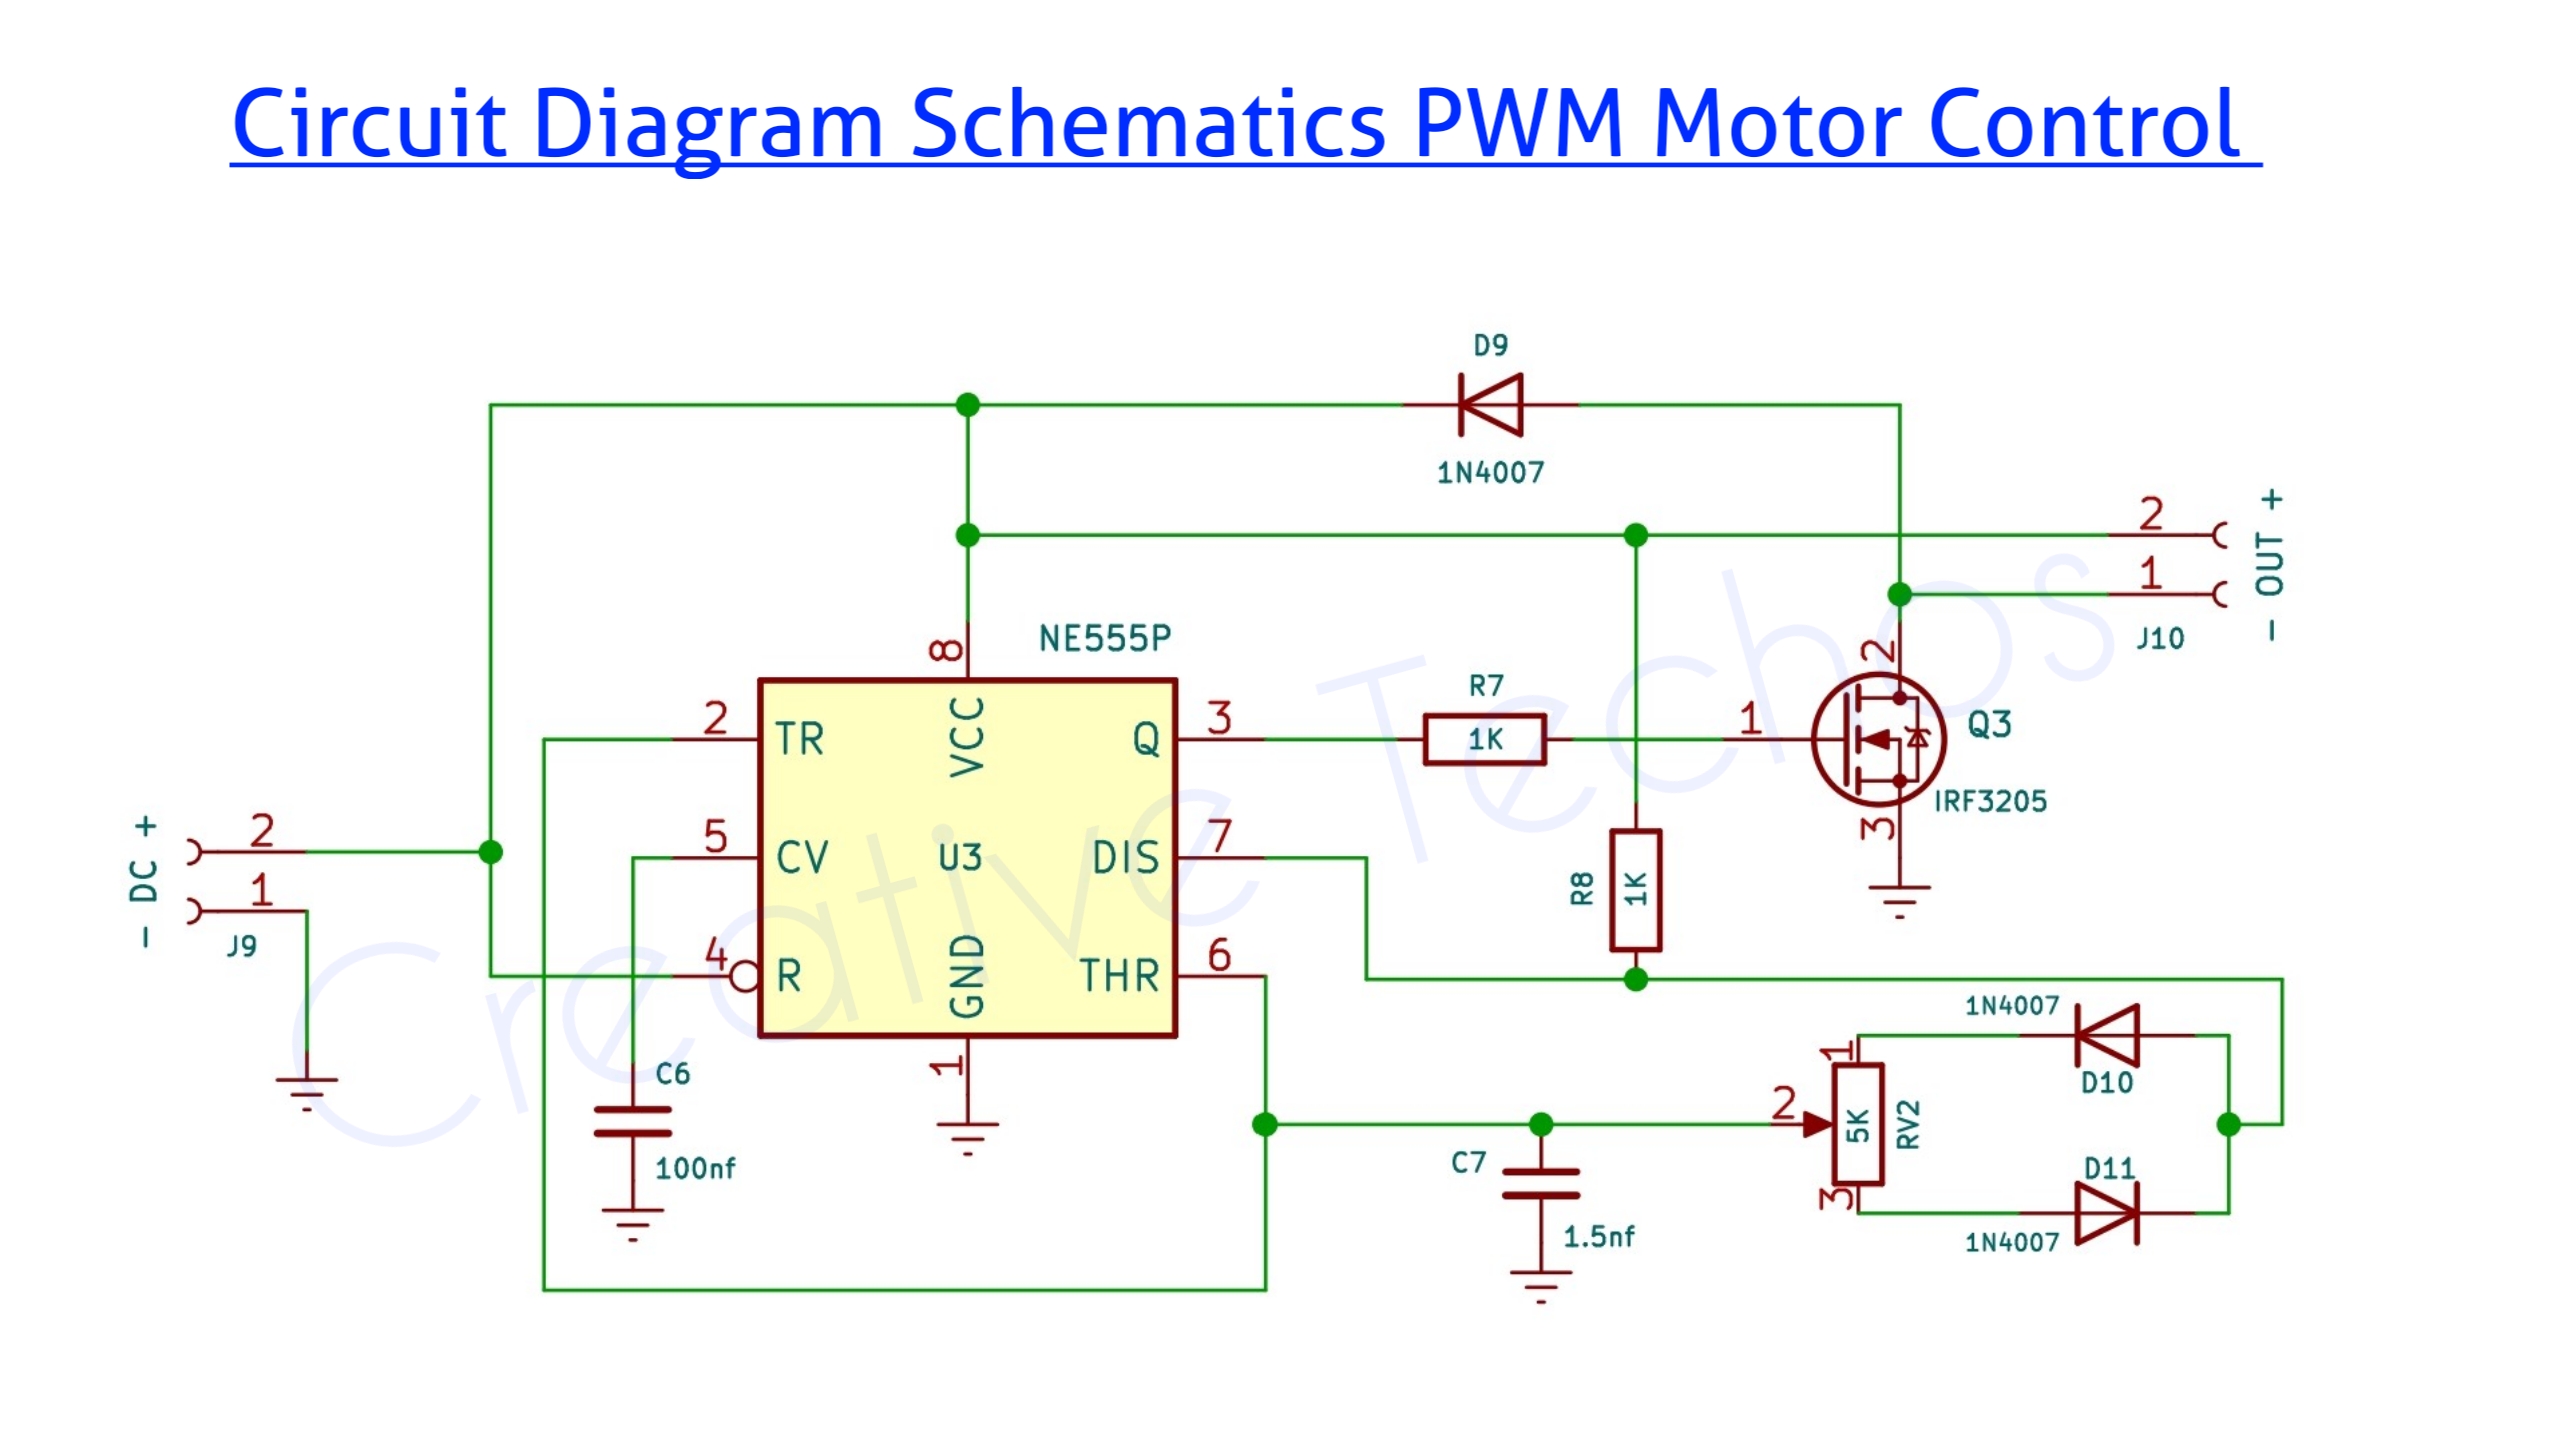 Circuit Diagram Schematics PWM Motor Control
D9
1N4007
2
1
- OUT +
J10
NE555P
8
R7
1K
1
2
Q3
IRF3205
3
2
TR
VCC
Q
3
5
CV
U3
DIS
7
4
R
GND
THR
6
1
2
1
- DC +
J9
R8
1K
C6
100nf
C7
1.5nf
1N4007
D10
1
2
5K
RV2
3
D11
1N4007
Creative Techos